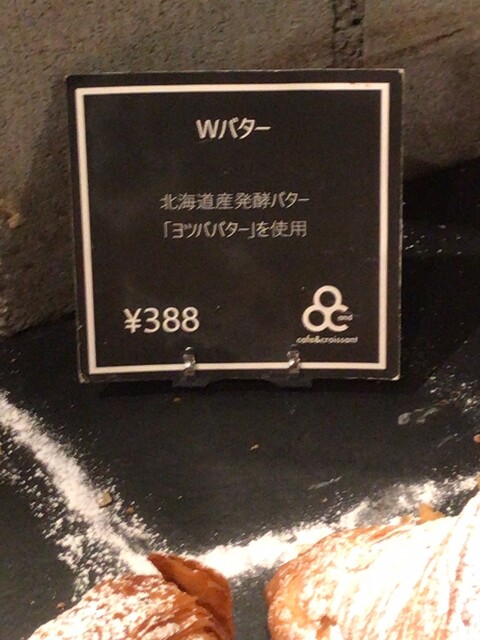 Wバター
北海道産発酵バター
「ヨツババター」を使用
¥388
and
cafe&croissant